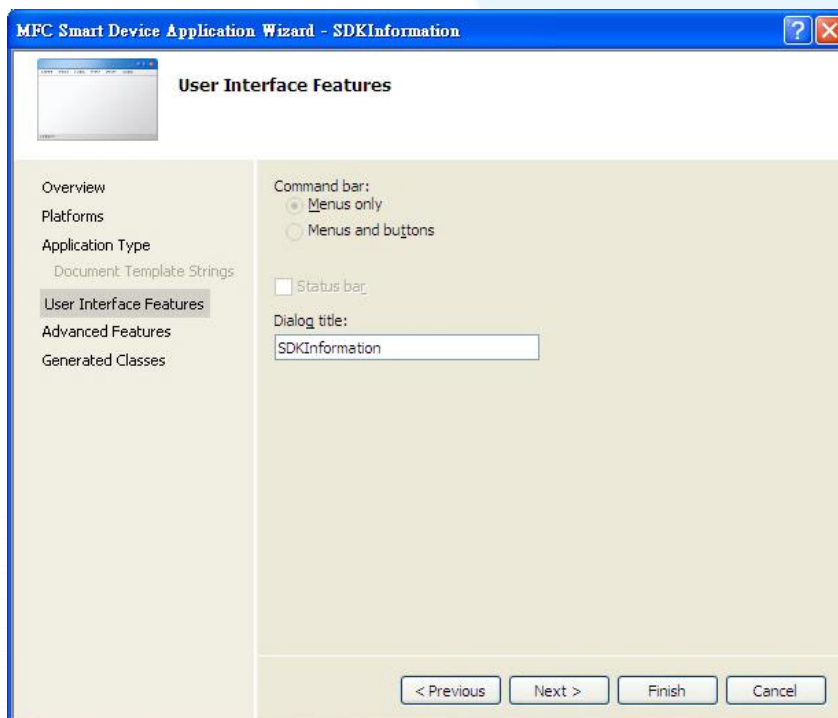 MFC Smart Device Application Wizard - SDKInformation
User Interface Features
Overview
Platforms
Application Type
Document Template Strings
User Interface Features
Advanced Features
Generated Classes
Command bar:
Menus only
Menus and buttons
Status bar
Dialog title:
SDKInformation
< Previous
Next >
Finish
Cancel